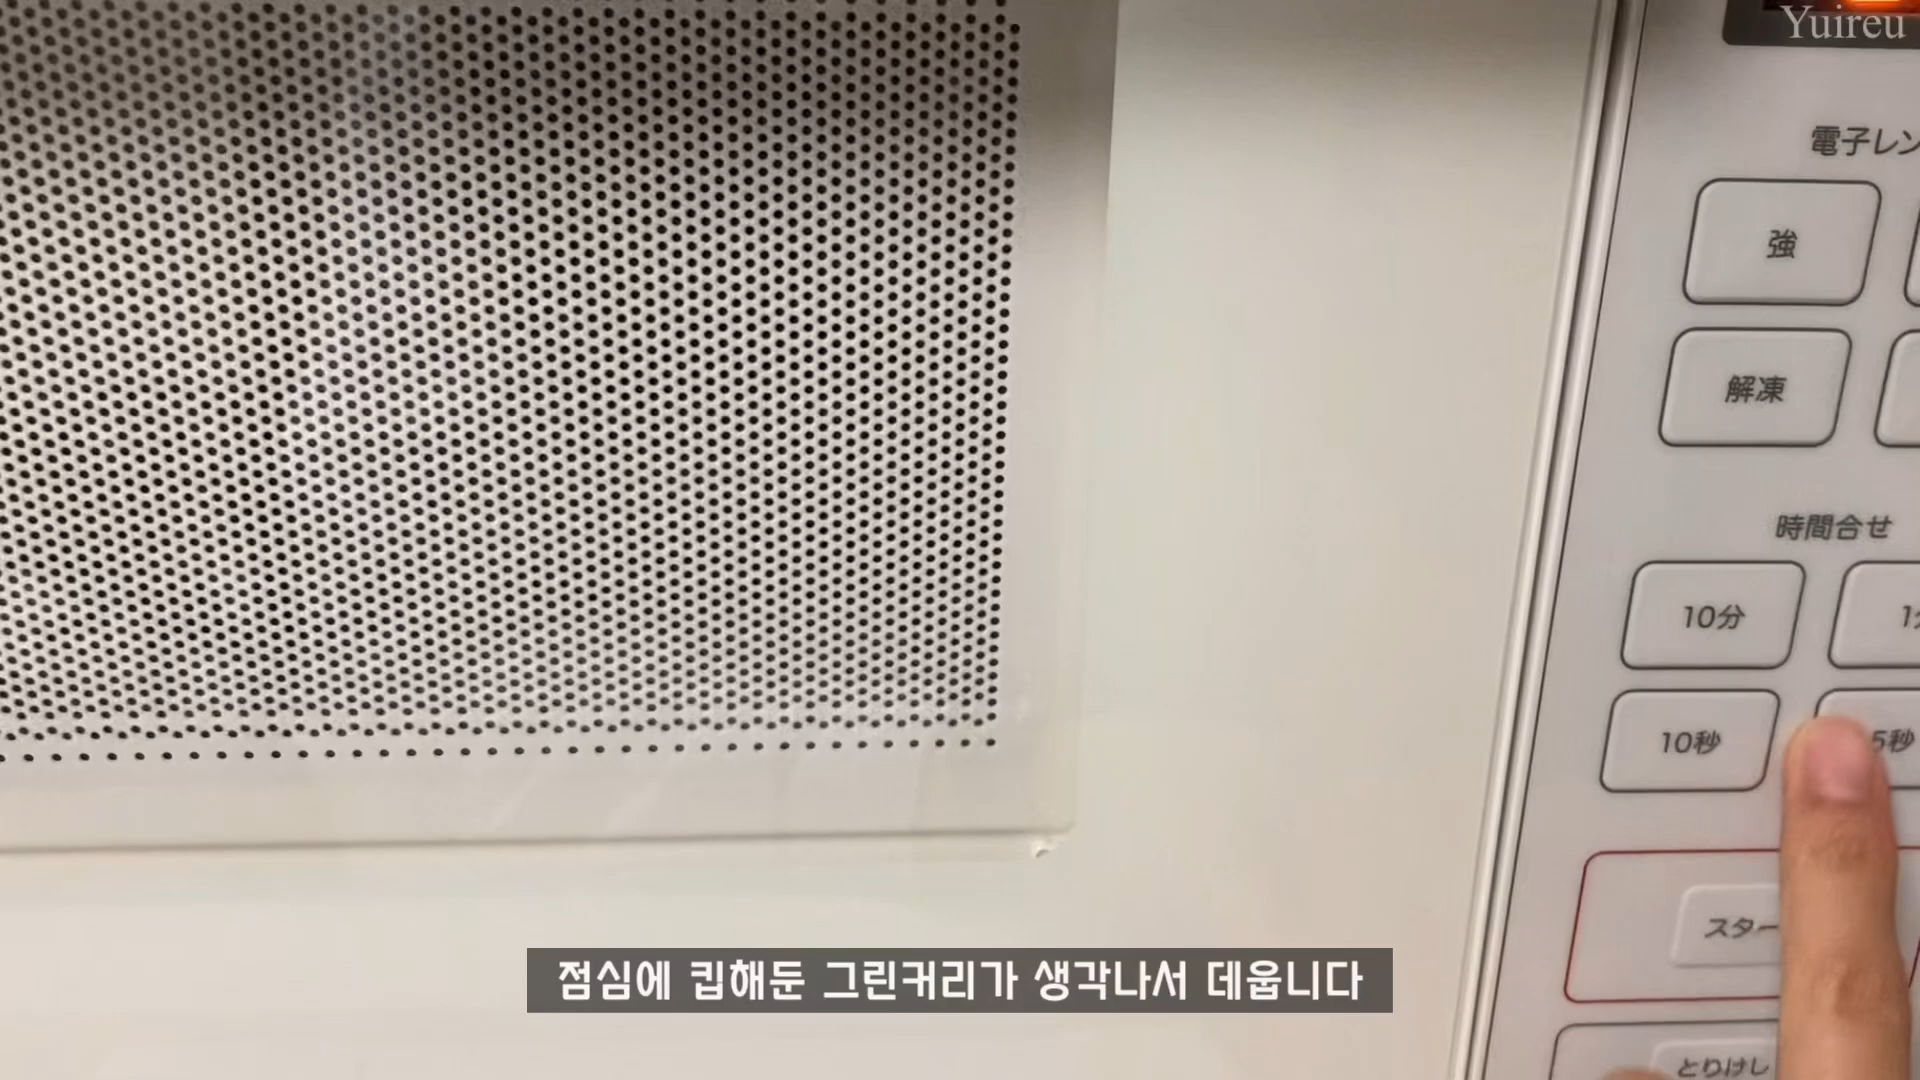 Yuireu
電子レン
強
解凍
時間合せ
10分
10秒
5秒
スター
とりけし
점심에 킵해둔 그린커리가 생각나서 데웁니다